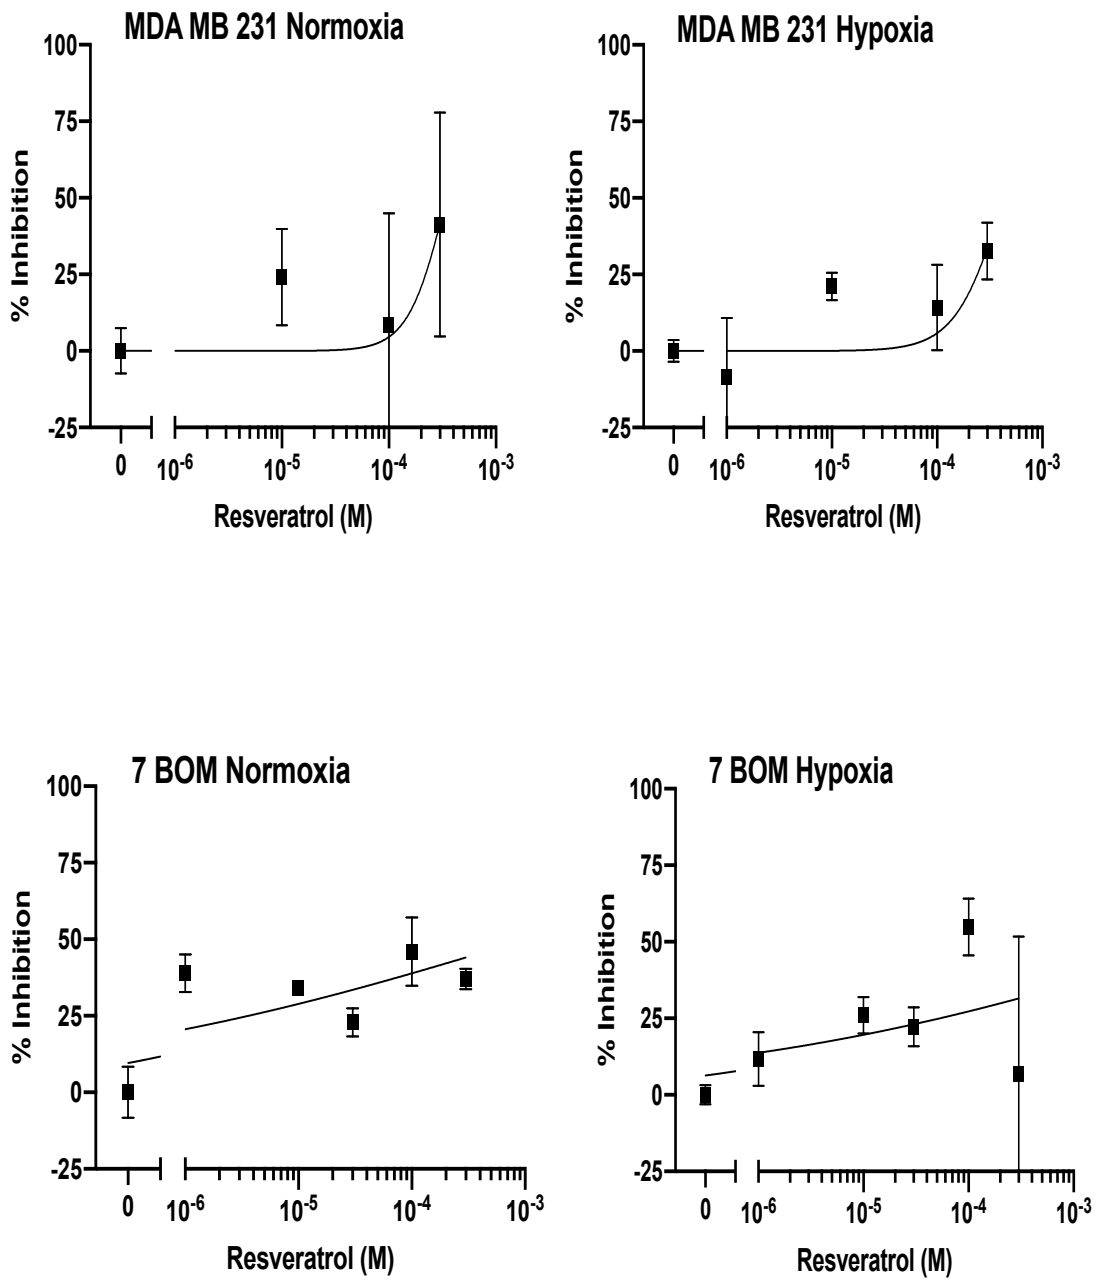 MDA MB 231 Normoxia
100
75
50
25
0
-25
% Inhibition
0 10-6 10-5 10-4 10-3
Resveratrol (M)
MDA MB 231 Hypoxia
100
75
50
25
0
-25
% Inhibition
0 10-6 10-5 10-4 10-3
Resveratrol (M)
7 BOM Normoxia
100
75
50
25
0
-25
% Inhibition
0 10-6 10-5 10-4 10-3
Resveratrol (M)
7 BOM Hypoxia
100
75
50
25
0
-25
% Inhibition
0 10-6 10-5 10-4 10-3
Resveratrol (M)